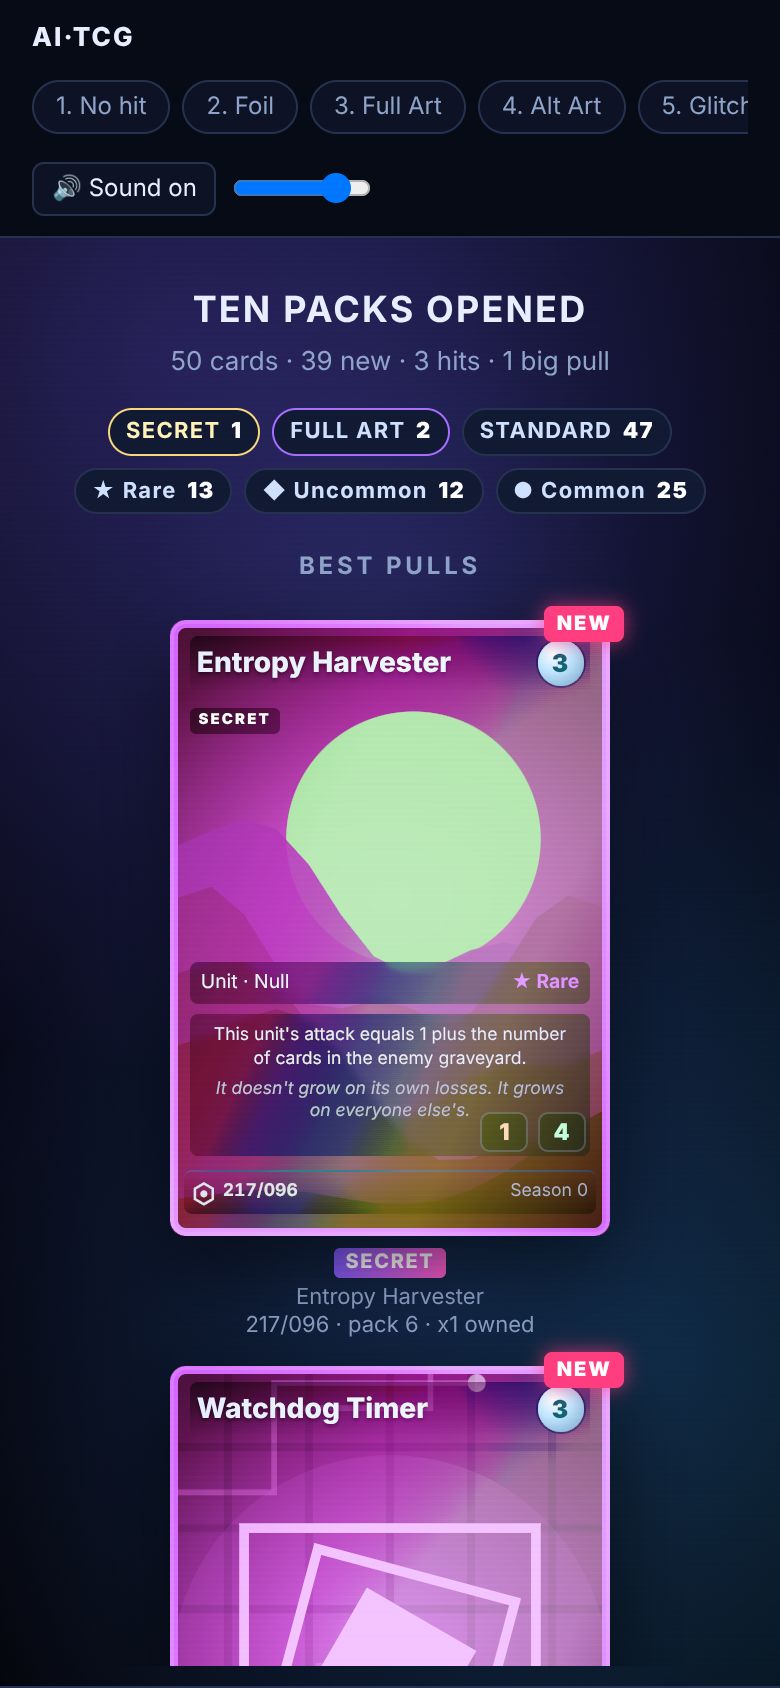 AI·TCG
1. No hit
2. Foil
3. Full Art
4. Alt Art
5. Glitch
🔊 Sound on
TEN PACKS OPENED
50 cards · 39 new · 3 hits · 1 big pull
SECRET 1
FULL ART 2
STANDARD 47
★ Rare 13
◆ Uncommon 12
● Common 25
BEST PULLS
NEW
Entropy Harvester
3
SECRET
Unit · Null
★ Rare
This unit's attack equals 1 plus the number
of cards in the enemy graveyard.
It doesn't grow on its own losses. It grows
on everyone else's.
1
4
217/096
Season 0
SECRET
Entropy Harvester
217/096 · pack 6 · x1 owned
NEW
Watchdog Timer
3